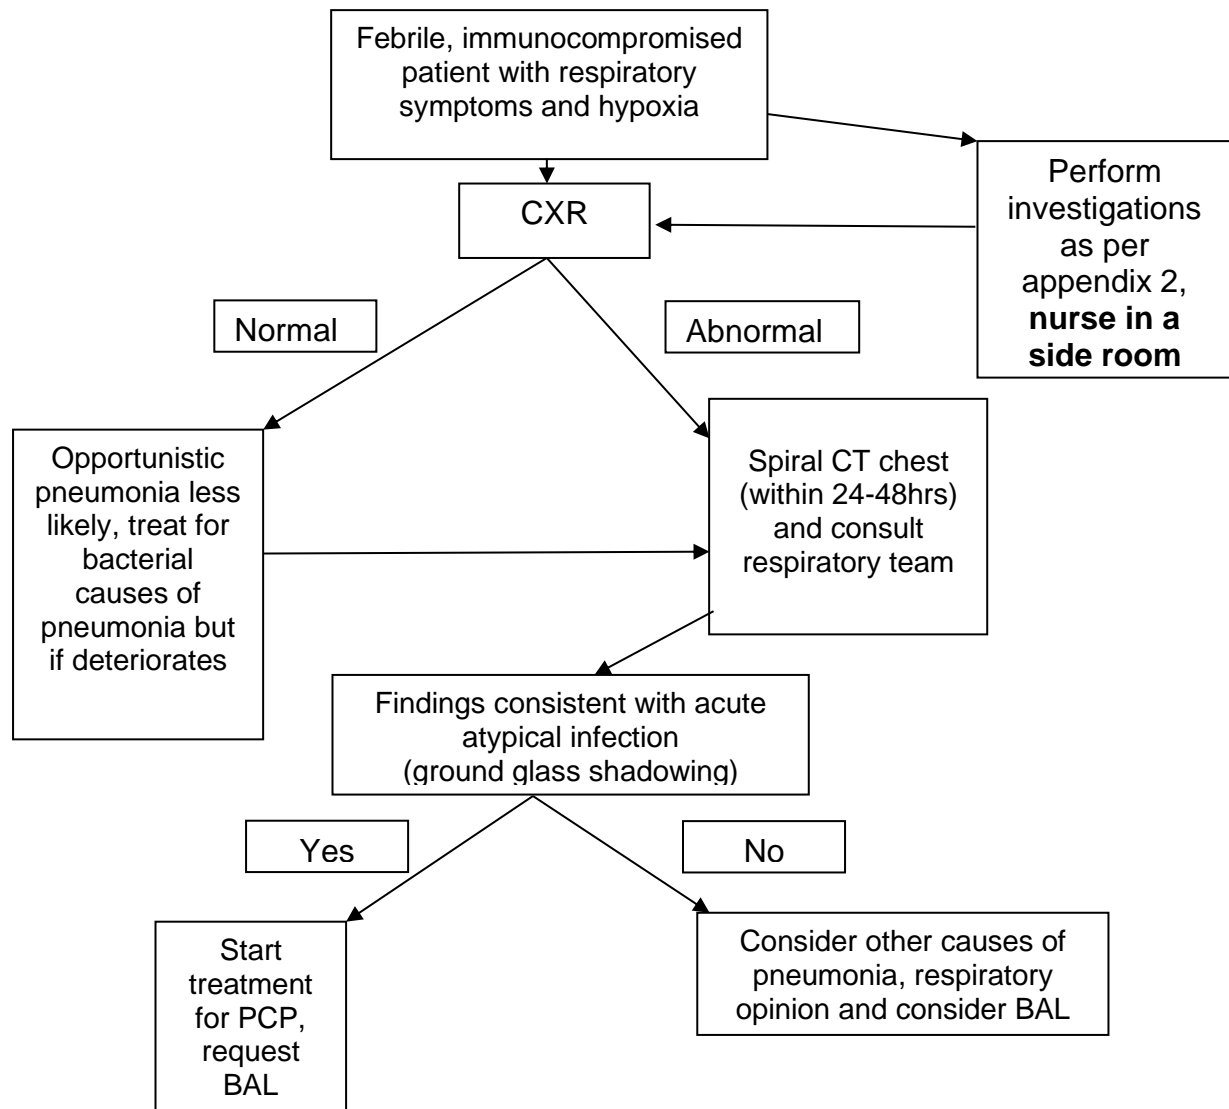 Febrile, immunocompromised
patient with respiratory
symptoms and hypoxia
Perform
investigations
as per
appendix 2,
nurse in a
side room
CXR
Normal
Abnormal
Opportunistic
pneumonia less
likely, treat for
bacterial
causes of
pneumonia but
if deteriorates
Spiral CT chest
(within 24-48hrs)
and consult
respiratory team
Findings consistent with acute
atypical infection
(ground glass shadowing)
Yes
No
Start
treatment
for PCP,
request
BAL
Consider other causes of
pneumonia, respiratory
opinion and consider BAL